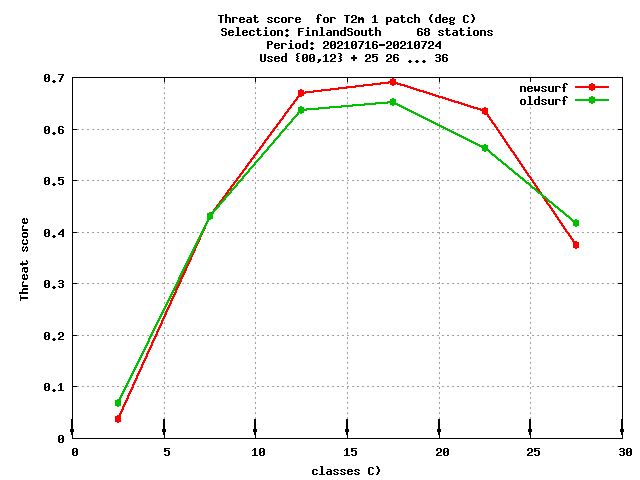 Threat score  for T2m 1 patch (deg C)
Selection: FinlandSouth     68 stations
Period: 20210716-20210724
Used {00,12} + 25 26 ... 36
newsurf
oldsurf
0.7
0.6
0.5
0.4
0.3
0.2
0.1
0
Threat score
0 5 10 15 20 25 30
classes C)